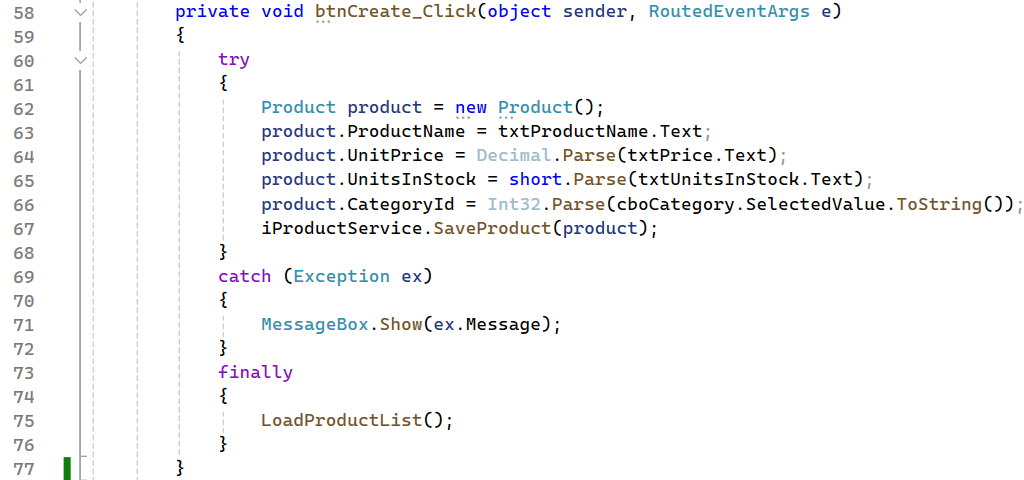 58 private void btnCreate_Click(object sender, RoutedEventArgs e)
59 {
60 try
61 {
62 Product product = new Product();
63 product.ProductName = txtProductName.Text;
64 product.UnitPrice = Decimal.Parse(txtPrice.Text);
65 product.UnitsInStock = short.Parse(txtUnitsInStock.Text);
66 product.CategoryId = Int32.Parse(cboCategory.SelectedValue.ToString());
67 iProductService.SaveProduct(product);
68 }
69 catch (Exception ex)
70 {
71 MessageBox.Show(ex.Message);
72 }
73 finally
74 {
75 LoadProductList();
76 }
77 }